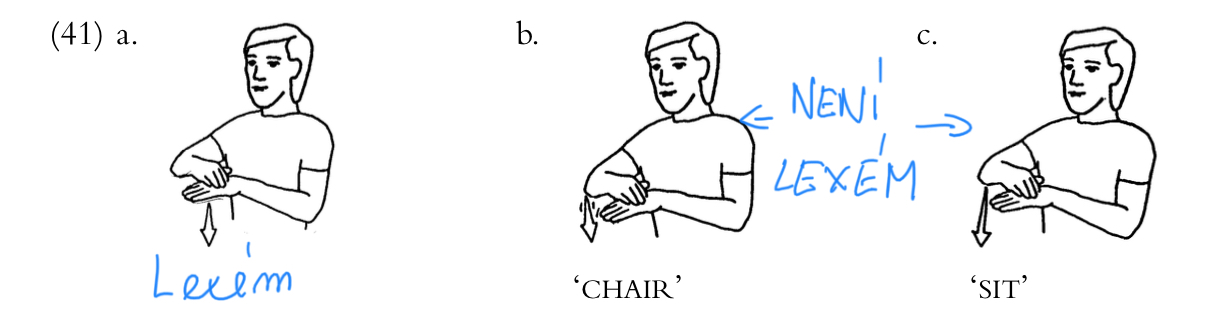 (41) a. b. c.
NENÍ
LEXÉM
Lexém
‘CHAIR’ ‘SIT’